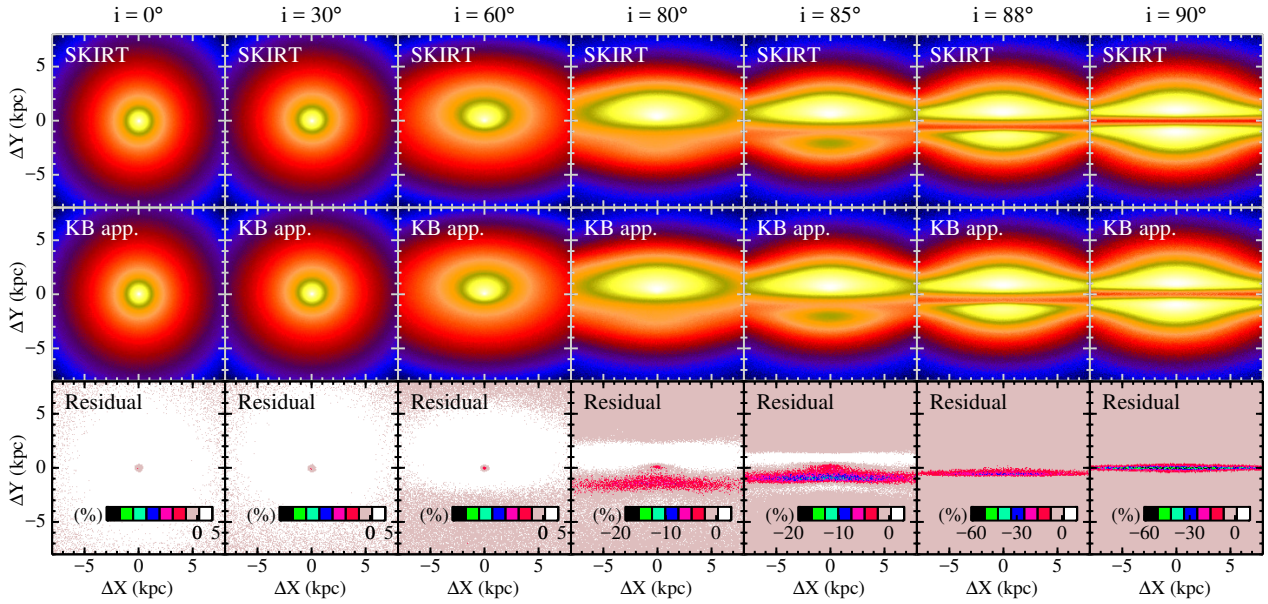 i = 0° i = 30° i = 60° i = 80° i = 85° i = 88° i = 90°
SKIRT SKIRT SKIRT SKIRT SKIRT SKIRT SKIRT
5
0
−5
ΔY (kpc)
KB app. KB app. KB app. KB app. KB app. KB app. KB app.
5
0
−5
ΔY (kpc)
Residual Residual Residual Residual Residual Residual Residual
5
0
−5
ΔY (kpc)
(%) (%) (%) (%) (%) (%) (%)
0 5 0 5 0 5 −20 −10 0 −20 −10 0 −60 −30 0 −60 −30 0
−5 0 5 −5 0 5 −5 0 5 −5 0 5 −5 0 5 −5 0 5 −5 0 5
ΔX (kpc) ΔX (kpc) ΔX (kpc) ΔX (kpc) ΔX (kpc) ΔX (kpc) ΔX (kpc)